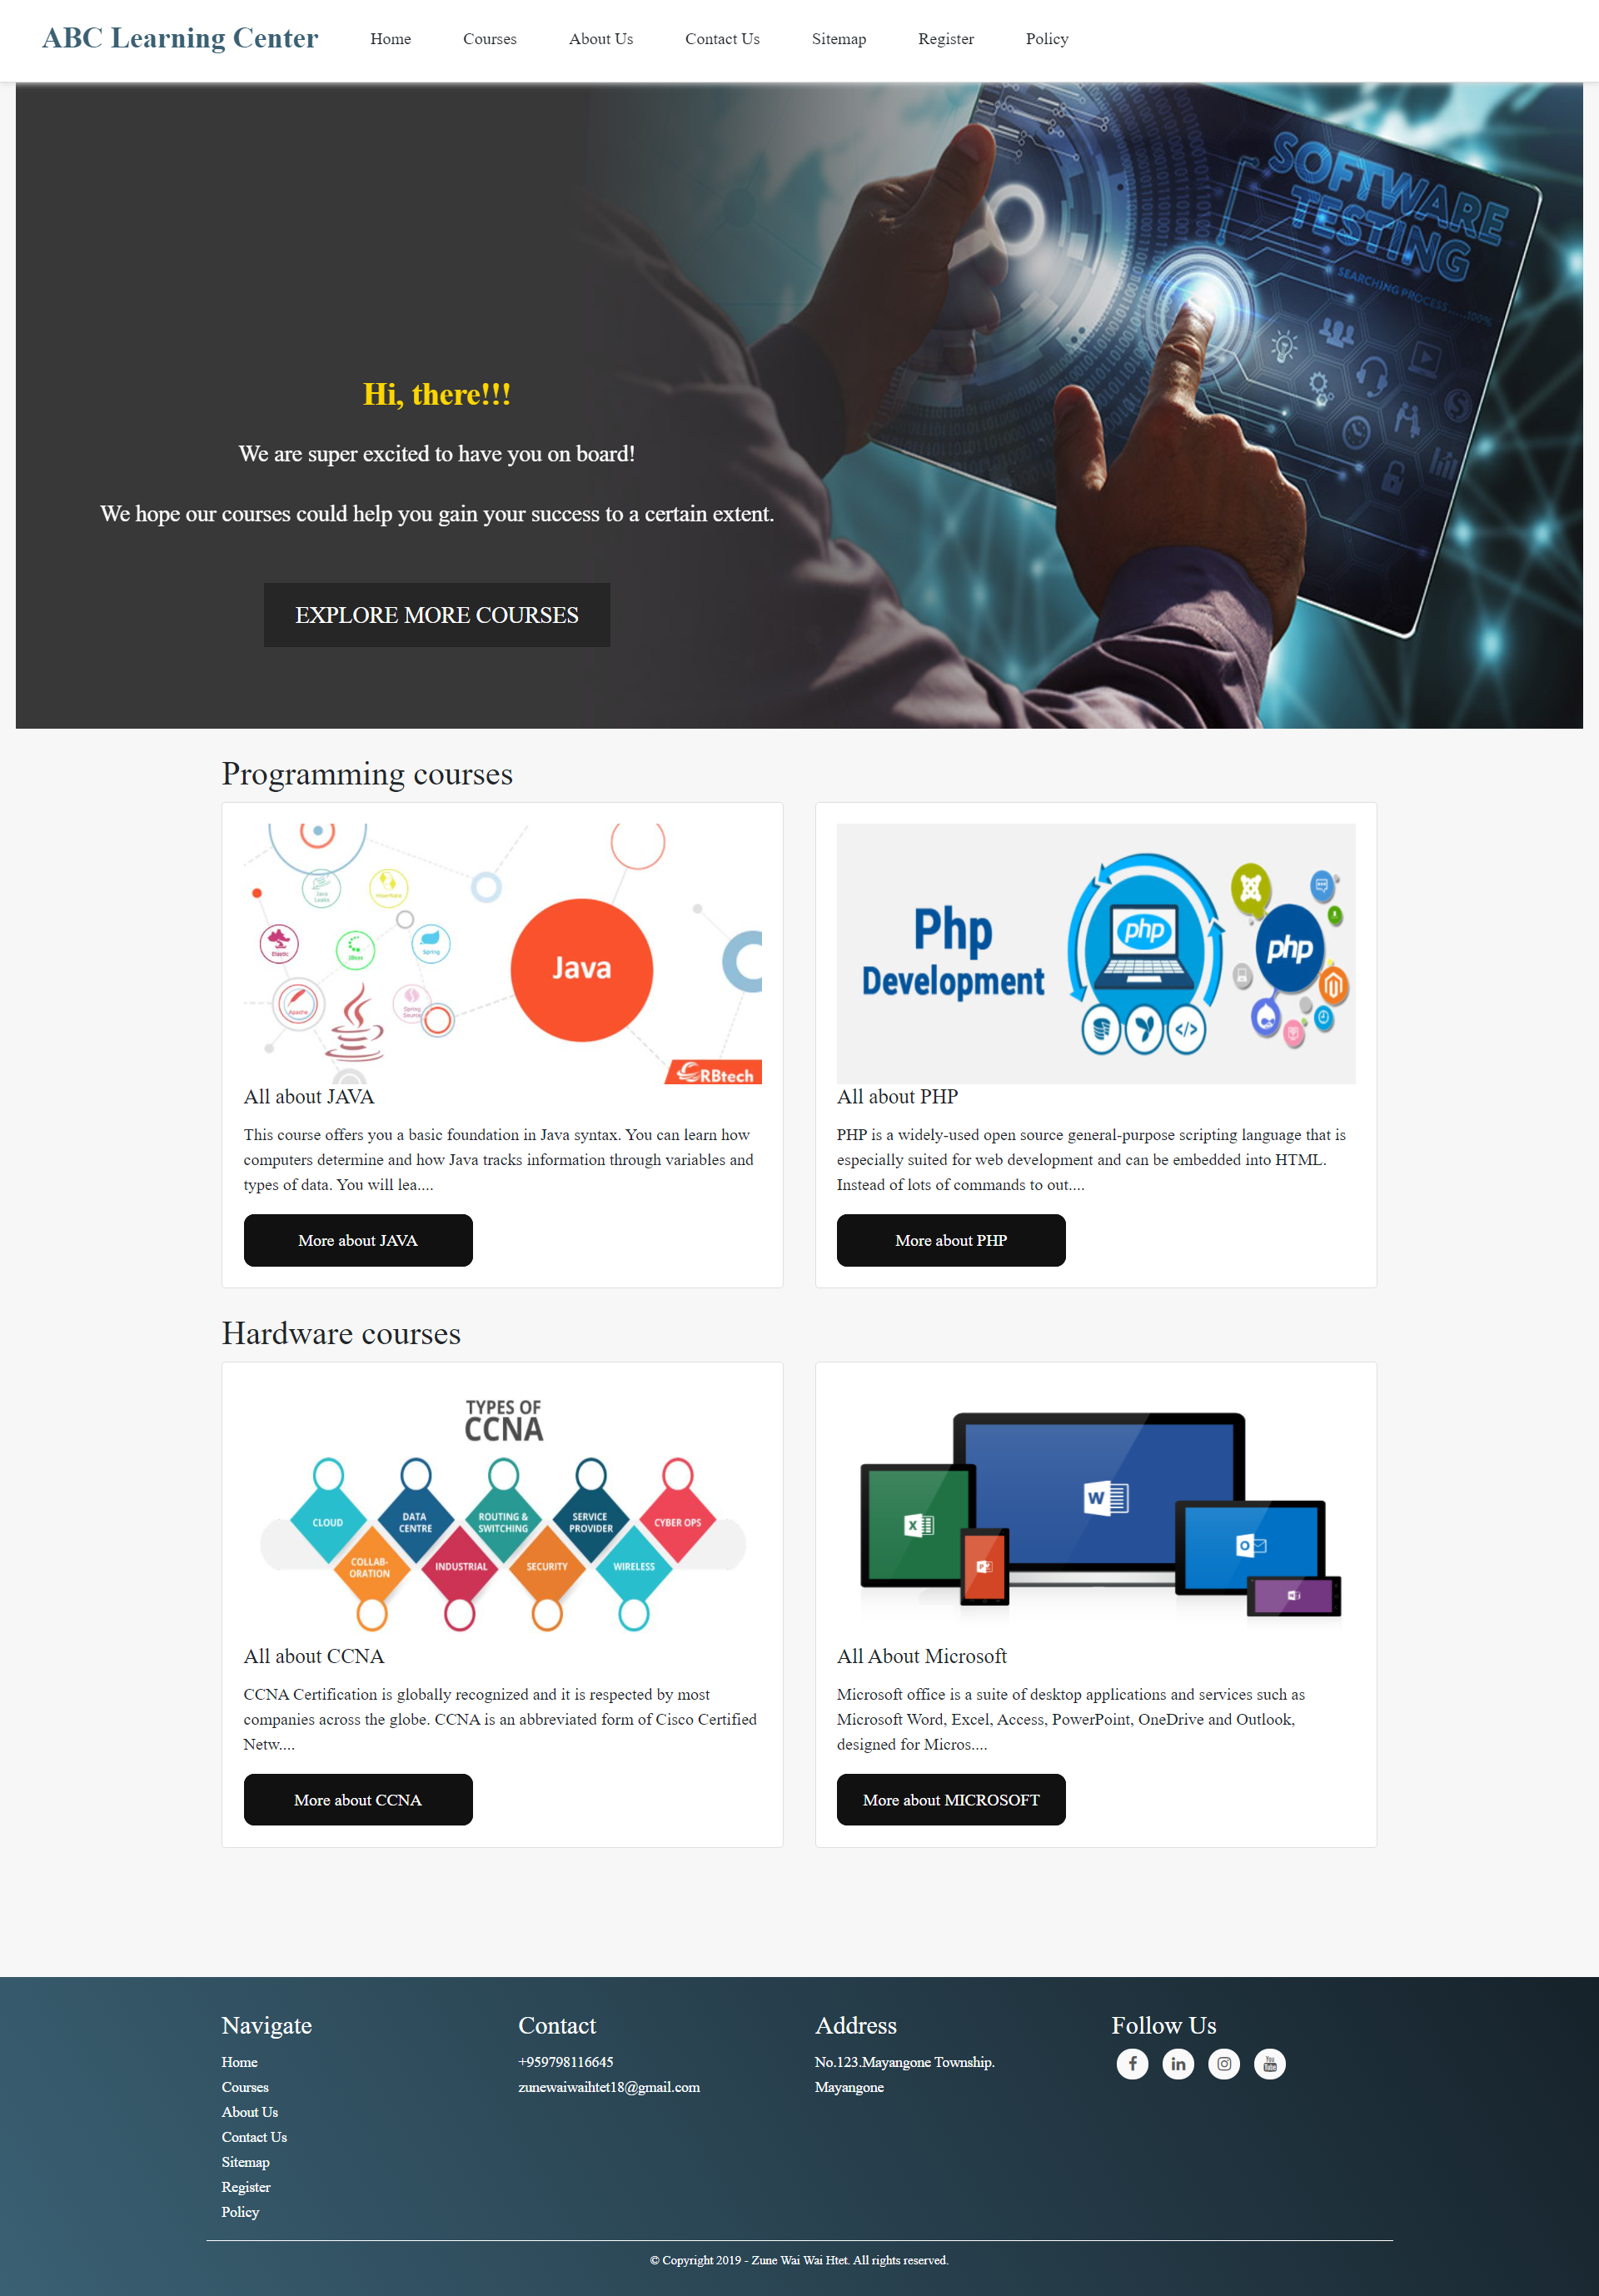 ABC Learning Center
Home
Courses
About Us
Contact Us
Sitemap
Register
Policy
SOFTWARE
TESTING
SEARCHING PROCESS.....100%
Hi, there!!!
We are super excited to have you on board!
We hope our courses could help you gain your success to a certain extent.
EXPLORE MORE COURSES
Programming courses
Java
Elastic
JBoss
Spring
Apache
Spring
Source
Java
RBtech
All about JAVA
This course offers you a basic foundation in Java syntax. You can learn how
computers determine and how Java tracks information through variables and
types of data. You will lea....
More about JAVA
Php
Development
php
php
</>
All about PHP
PHP is a widely-used open source general-purpose scripting language that is
especially suited for web development and can be embedded into HTML.
Instead of lots of commands to out....
More about PHP
Hardware courses
TYPES OF
CCNA
CLOUD
DATA
CENTRE
ROUTING &
SWITCHING
SERVICE
PROVIDER
CYBER OPS
COLLAB-
ORATION
INDUSTRIAL
SECURITY
WIRELESS
All about CCNA
CCNA Certification is globally recognized and it is respected by most
companies across the globe. CCNA is an abbreviated form of Cisco Certified
Netw....
More about CCNA
W
X
P
O
N
All About Microsoft
Microsoft office is a suite of desktop applications and services such as
Microsoft Word, Excel, Access, PowerPoint, OneDrive and Outlook,
designed for Micros....
More about MICROSOFT
Navigate
Home
Courses
About Us
Contact Us
Sitemap
Register
Policy
Contact
+959798116645
zunewaiwaihtet18@gmail.com
Address
No.123.Mayangone Township.
Mayangone
Follow Us
f
in
You
Tube
© Copyright 2019 - Zune Wai Wai Htet. All rights reserved.